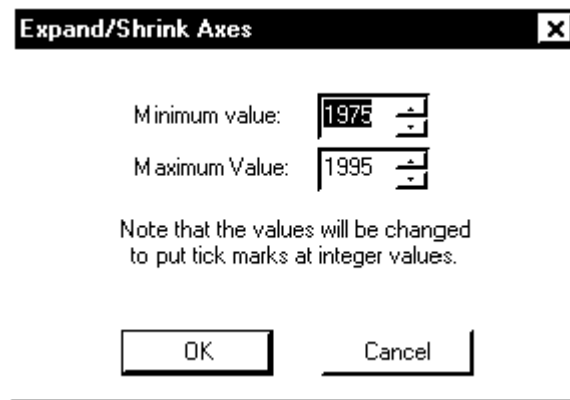 Expand/Shrink Axes
Minimum value: 1975
Maximum Value: 1995
Note that the values will be changed
to put tick marks at integer values.
OK Cancel